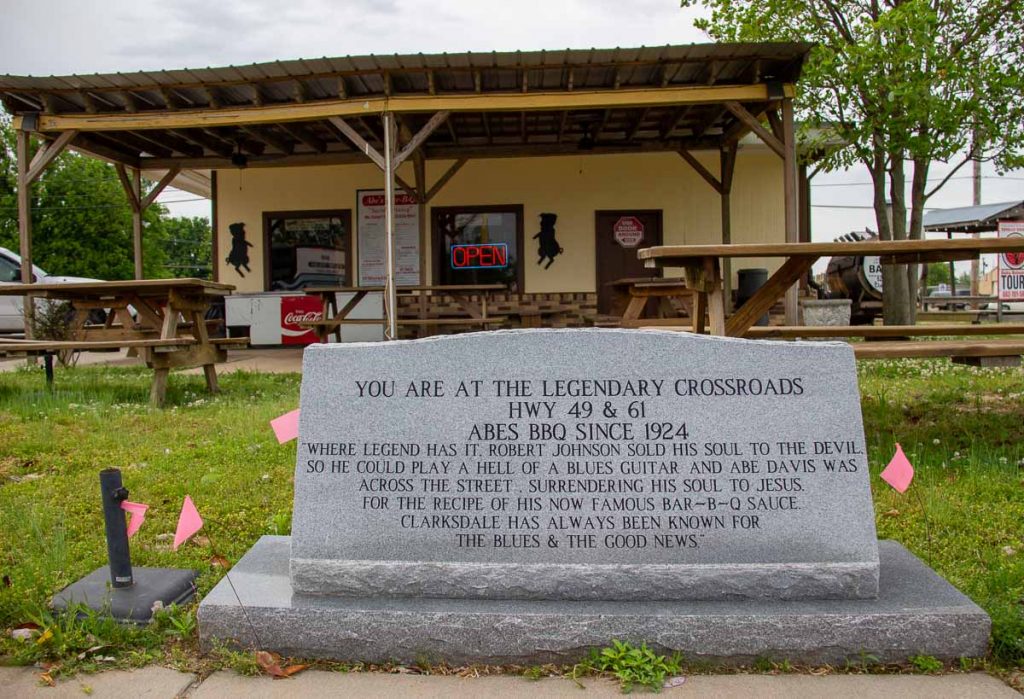 Abe's Bar-B-Q
OPEN
Coca-Cola
TOUR
YOU ARE AT THE LEGENDARY CROSSROADS
HWY 49 & 61
ABES BBQ SINCE 1924
WHERE LEGEND HAS IT, ROBERT JOHNSON SOLD HIS SOUL TO THE DEVIL,
SO HE COULD PLAY A HELL OF A BLUES GUITAR AND ABE DAVIS WAS
ACROSS THE STREET , SURRENDERING HIS SOUL TO JESUS.
FOR THE RECIPE OF HIS NOW FAMOUS BAR-B-Q SAUCE.
CLARKSDALE HAS ALWAYS BEEN KNOWN FOR
THE BLUES & THE GOOD NEWS."